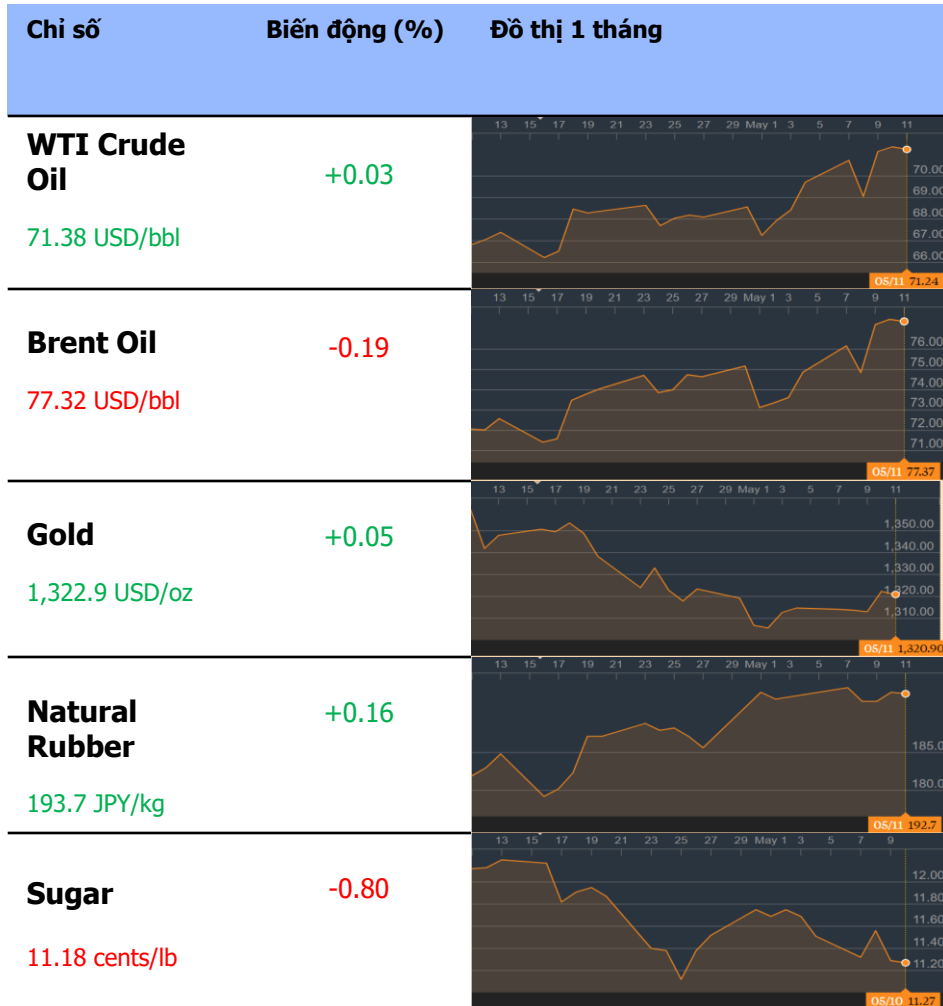 Chỉ số Biến động (%) Đồ thị 1 tháng
WTI Crude
Oil
+0.03
71.38 USD/bbl
13 15 17 19 21 23 25 27 29 May 1 3 5 7 9 11
70.00
69.00
68.00
67.00
66.00
05/11 71.24
Brent Oil
-0.19
77.32 USD/bbl
13 15 17 19 21 23 25 27 29 May 1 3 5 7 9 11
76.00
75.00
74.00
73.00
72.00
71.00
05/11 77.37
Gold
+0.05
1,322.9 USD/oz
13 15 17 19 21 23 25 27 29 May 1 3 5 7 9 11
1,350.00
1,340.00
1,330.00
1,320.00
1,310.00
05/11 1,320.90
Natural
Rubber
+0.16
193.7 JPY/kg
13 15 17 19 21 23 25 27 29 May 1 3 5 7 9 11
185.0
180.0
05/11 192.7
Sugar
-0.80
11.18 cents/lb
13 15 17 19 21 23 25 27 29 May 1 3 5 7 9
12.00
11.80
11.60
11.40
11.20
05/10 11.27